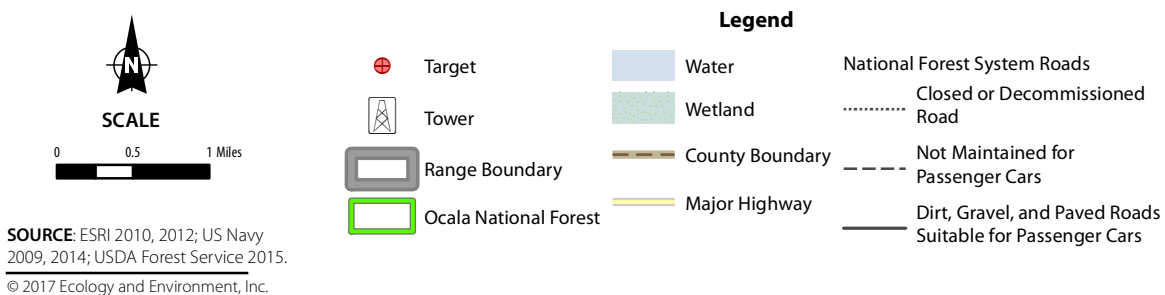 N
SCALE
0 0.5 1 Miles
SOURCE: ESRI 2010, 2012; US Navy
2009, 2014; USDA Forest Service 2015.
© 2017 Ecology and Environment, Inc.
Legend
Target
Tower
Range Boundary
Ocala National Forest
Water
Wetland
County Boundary
Major Highway
National Forest System Roads
Closed or Decommissioned
Road
Not Maintained for
Passenger Cars
Dirt, Gravel, and Paved Roads
Suitable for Passenger Cars